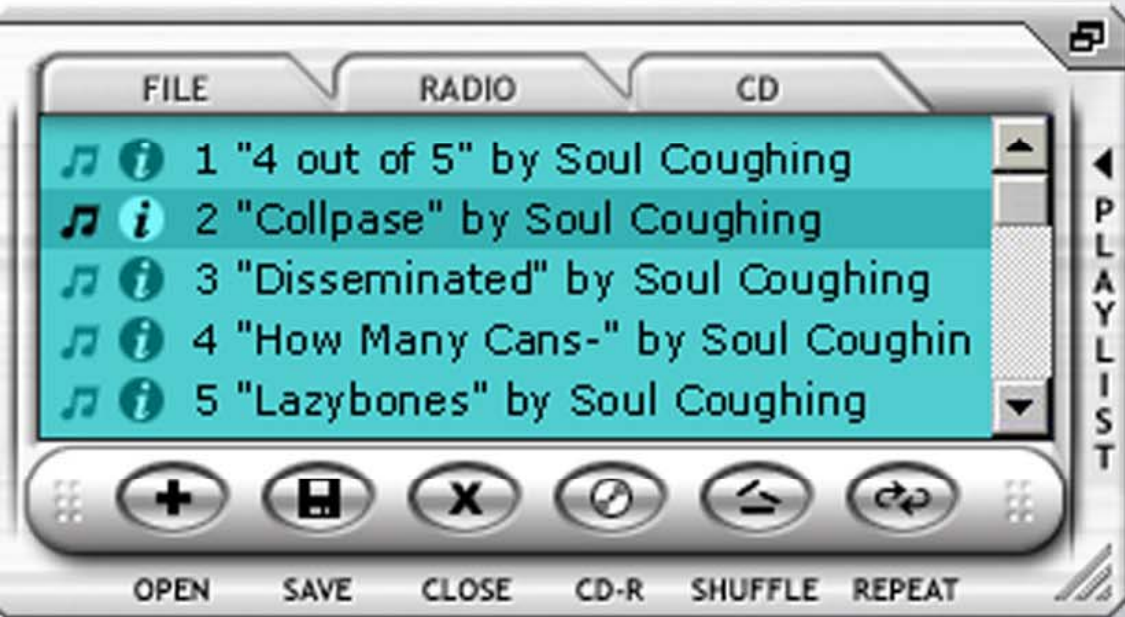 FILE RADIO CD
1 "4 out of 5" by Soul Coughing
2 "Collpase" by Soul Coughing
3 "Disseminated" by Soul Coughing
4 "How Many Cans-" by Soul Coughin
5 "Lazybones" by Soul Coughing
PLAYLIST
OPEN SAVE CLOSE CD-R SHUFFLE REPEAT